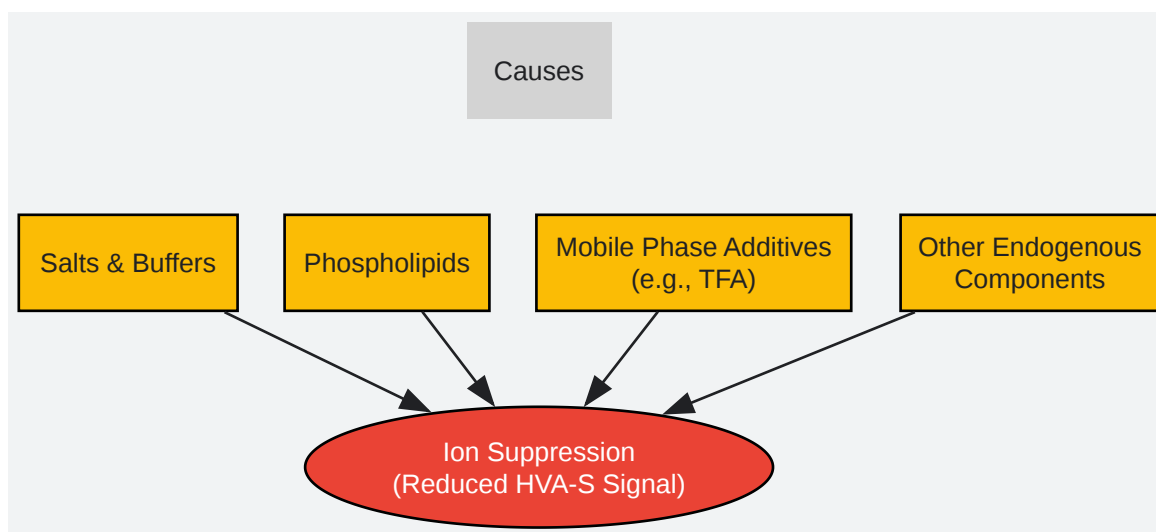 Causes
Salts & Buffers
Phospholipids
Mobile Phase Additives
(e.g., TFA)
Other Endogenous
Components
Ion Suppression
(Reduced HVA-S Signal)